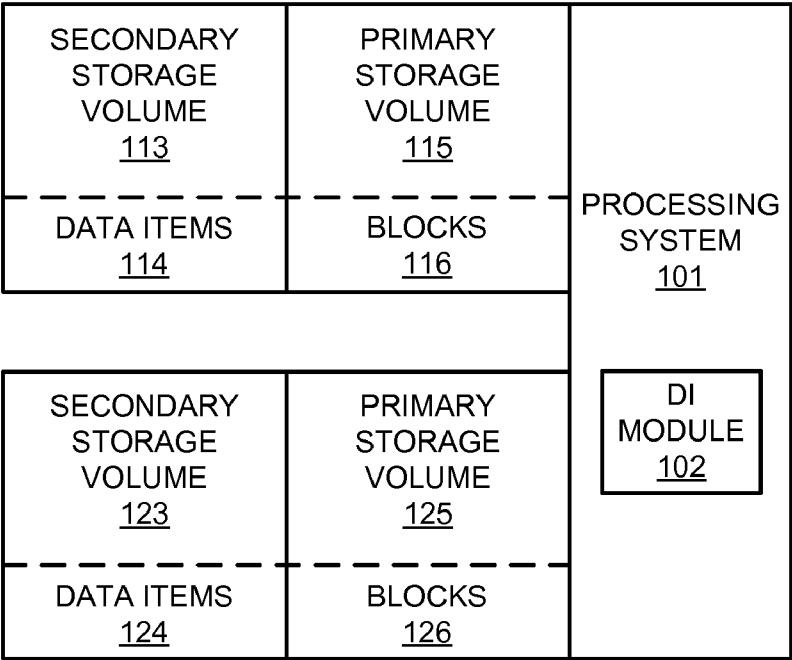 SECONDARY
STORAGE
VOLUME
113
PRIMARY
STORAGE
VOLUME
115
DATA ITEMS
114
BLOCKS
116
PROCESSING
SYSTEM
101
SECONDARY
STORAGE
VOLUME
123
PRIMARY
STORAGE
VOLUME
125
DATA ITEMS
124
BLOCKS
126
DI
MODULE
102